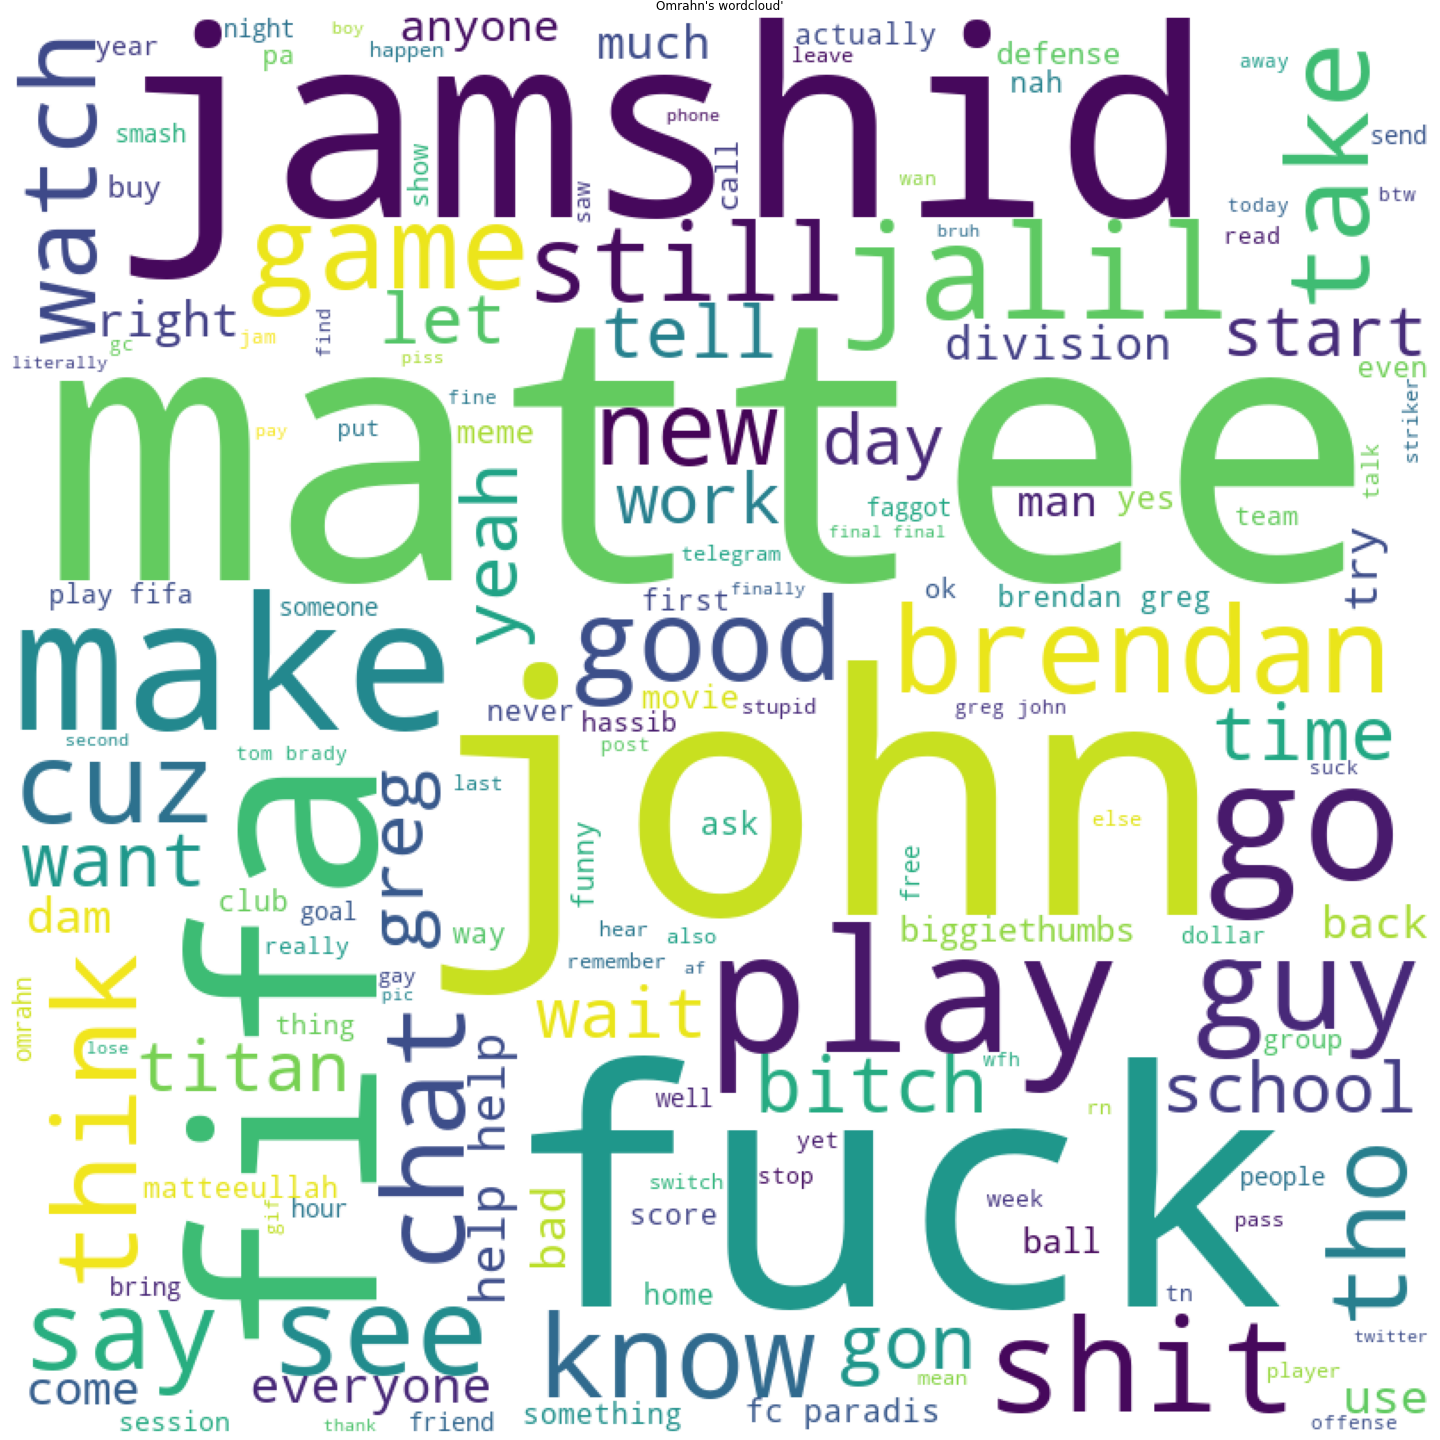 Omrahn's wordcloud'
night
boy
anyone
much
actually
year
pa
happen
leave
defense
nah
away
take
watch
jamshid
smash
phone
send
buy
show
saw
call
wan
today
btw
read
game
still
bruh
jalil
right
let
tell
division
start
literally
gc
jam
find
piss
even
mattee
fine
new
day
striker
pay
put
meme
yeah
work
faggot
man
yes
team
talk
final final
telegram
try
play fifa
someone
first
finally
ok
brendan greg
make
good
brendan
never
movie
stupid
hassib
greg john
time
second
tom brady
post
suck
cuz
fifa
greg
last
john
go
want
funny
ask
free
else
dam
club
goal
way
hear
also
biggiethumbs
dollar
back
really
remember
af
omrahn
think
gay
pic
wait
play
guy
lose
titan
thing
chat
help help
group
wfh
bitch
school
well
rn
fuck
matteeullah
gif
hour
bad
yet
switch
stop
score
week
ball
people
pass
tho
bring
home
tn
say
see
know
gon
shit
twitter
come
everyone
mean
player
use
session
thank
friend
something
fc paradis
offense